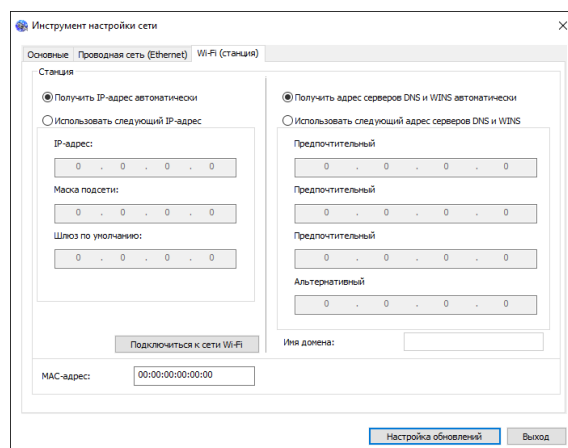 Инструмент настройки сети
Основные Проводная сеть (Ethernet) Wi-Fi (станция)
Станция
Получить IP-адрес автоматически
Использовать следующий IP-адрес
IP-адрес:
0 . 0 . 0 . 0
Маска подсети:
0 . 0 . 0 . 0
Шлюз по умолчанию:
0 . 0 . 0 . 0
Подключиться к сети Wi-Fi
Получить адрес серверов DNS и WINS автоматически
Использовать следующий адрес серверов DNS и WINS
Предпочтительный
0 . 0 . 0 . 0
Предпочтительный
0 . 0 . 0 . 0
Предпочтительный
0 . 0 . 0 . 0
Альтернативный
0 . 0 . 0 . 0
Имя домена:
MAC-адрес: 00:00:00:00:00:00
Настройка обновлений Выход